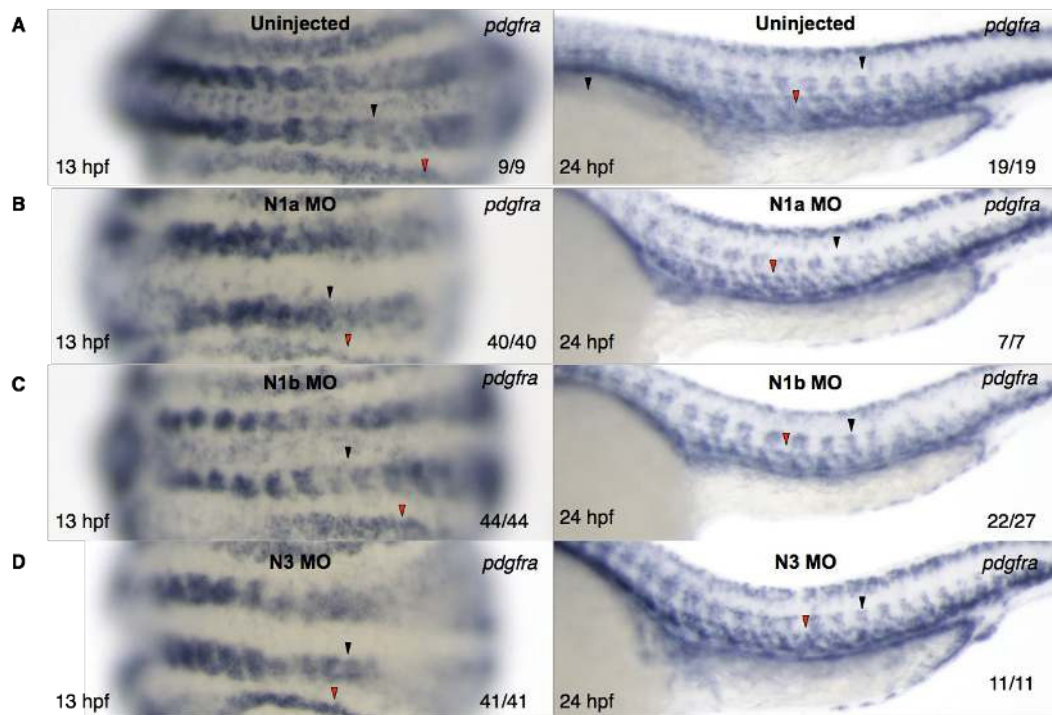 A
Uninjected
pdgfra
13 hpf
9/9
Uninjected
pdgfra
24 hpf
19/19
B
N1a MO
pdgfra
13 hpf
40/40
N1a MO
pdgfra
24 hpf
7/7
C
N1b MO
pdgfra
13 hpf
44/44
N1b MO
pdgfra
24 hpf
22/27
D
N3 MO
pdgfra
13 hpf
41/41
N3 MO
pdgfra
24 hpf
11/11